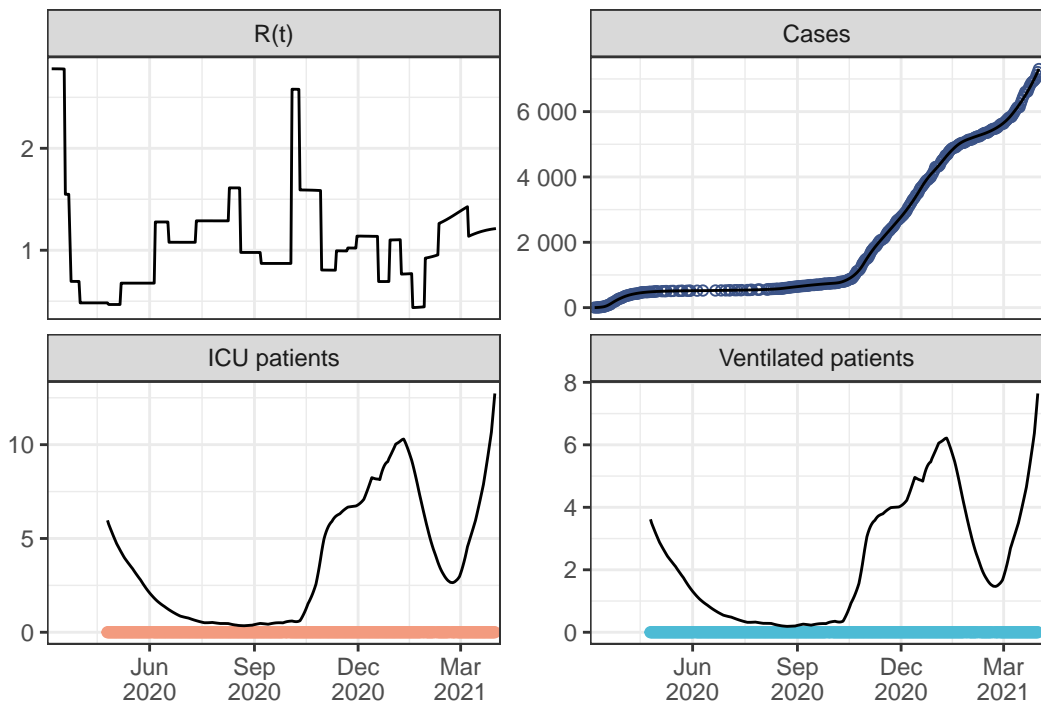 R(t)
Cases
2
1
6 000
4 000
2 000
0
ICU patients
Ventilated patients
10
5
0
8
6
4
2
0
Jun
2020
Sep
2020
Dec
2020
Mar
2021
Jun
2020
Sep
2020
Dec
2020
Mar
2021